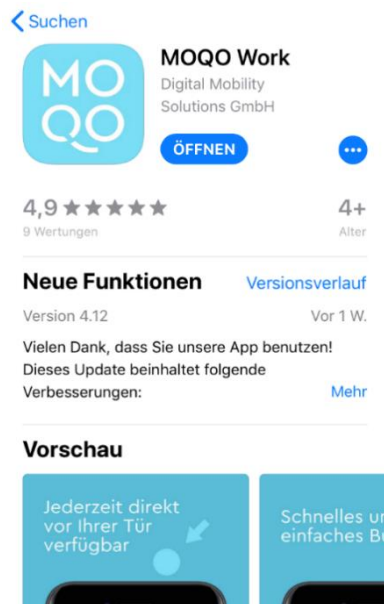 Suchen
MO
QO
MOQO Work
Digital Mobility
Solutions GmbH
ÖFFNEN
4,9 ★★★★★
4+
9 Wertungen
Alter
Neue Funktionen
Versionsverlauf
Version 4.12
Vor 1 W.
Vielen Dank, dass Sie unsere App benutzen!
Dieses Update beinhaltet folgende
Verbesserungen:
Mehr
Vorschau
Jederzeit direkt
vor Ihrer Tür
verfügbar
Schnelles
einfaches